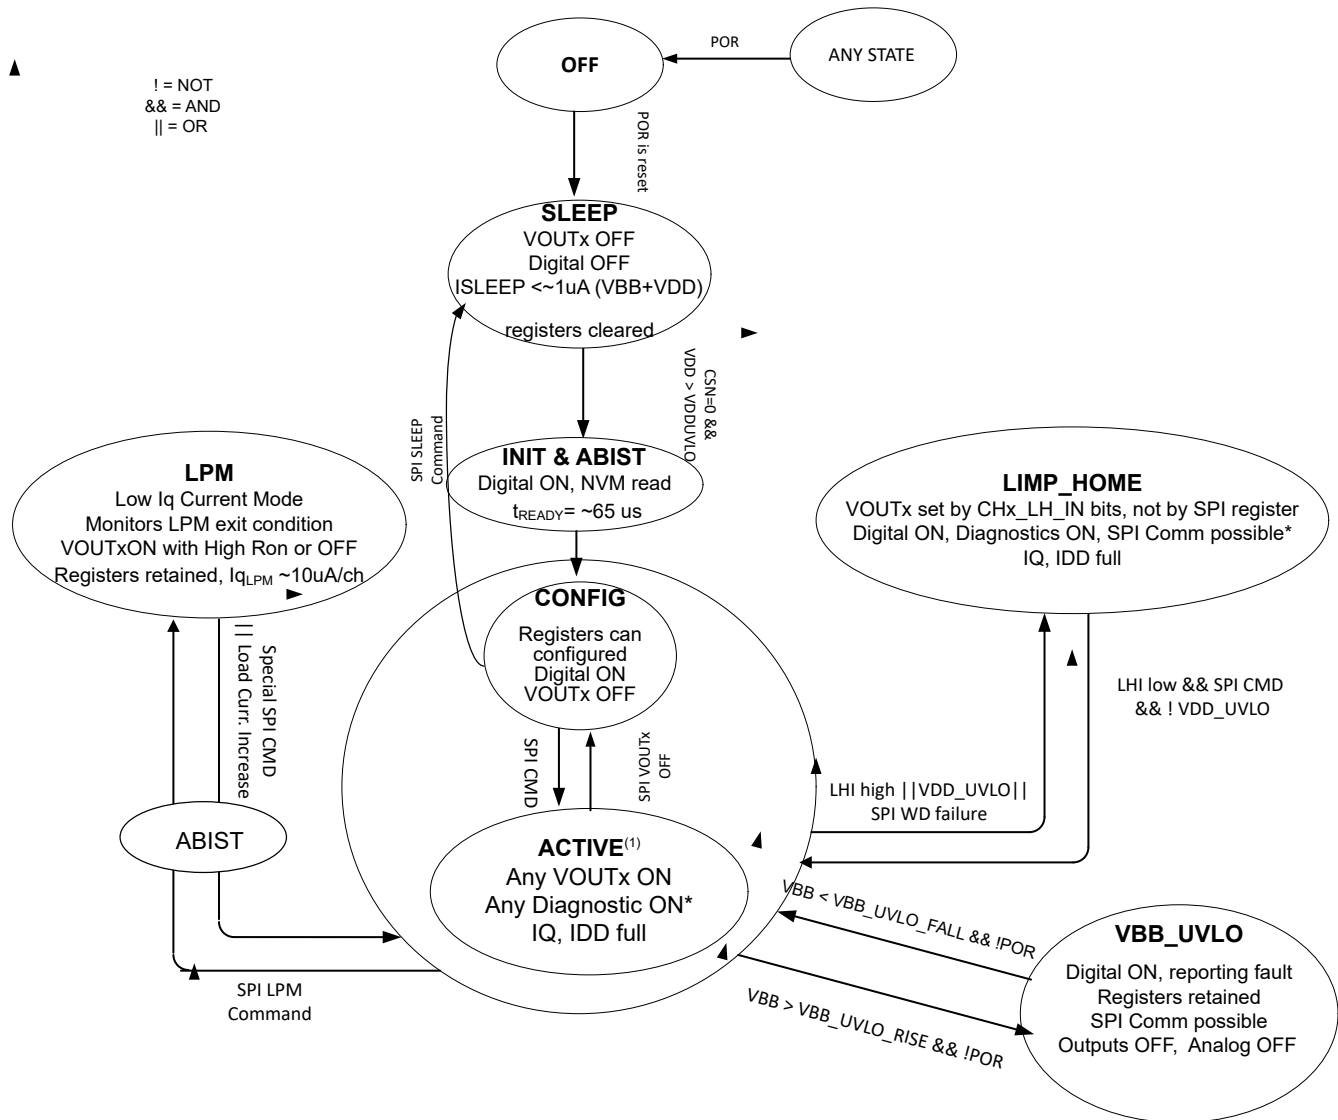 OFF
POR
ANY STATE
! = NOT
&& = AND
|| = OR
POR is reset
SLEEP
VOUTx OFF
Digital OFF
ISLEEP <~1uA (VBB+VDD)
registers cleared
CSN=0 &&
VDD > VDDUVLO
SPI SLEEP
Command
INIT & ABIST
Digital ON, NVM read
tREADY= ~65 us
LPM
Low Iq Current Mode
Monitors LPM exit condition
VOUTxON with High Ron or OFF
Registers retained, IqLPM ~10uA/ch
LIMP_HOME
VOUTx set by CHx_LH_IN bits, not by SPI register
Digital ON, Diagnostics ON, SPI Comm possible*
IQ, IDD full
CONFIG
Registers can
configured
Digital ON
VOUTx OFF
Special SPI CMD
|| Load Curr. Increase
LHI low && SPI CMD
&& ! VDD_UVLO
SPI CMD
SPI VOUTx
OFF
LHI high ||VDD_UVLO||
SPI WD failure
ABIST
ACTIVE(1)
Any VOUTx ON
Any Diagnostic ON*
IQ, IDD full
VBB < VBB_UVLO_FALL && !POR
VBB > VBB_UVLO_RISE && !POR
VBB_UVLO
Digital ON, reporting fault
Registers retained
SPI Comm possible
Outputs OFF, Analog OFF
SPI LPM
Command